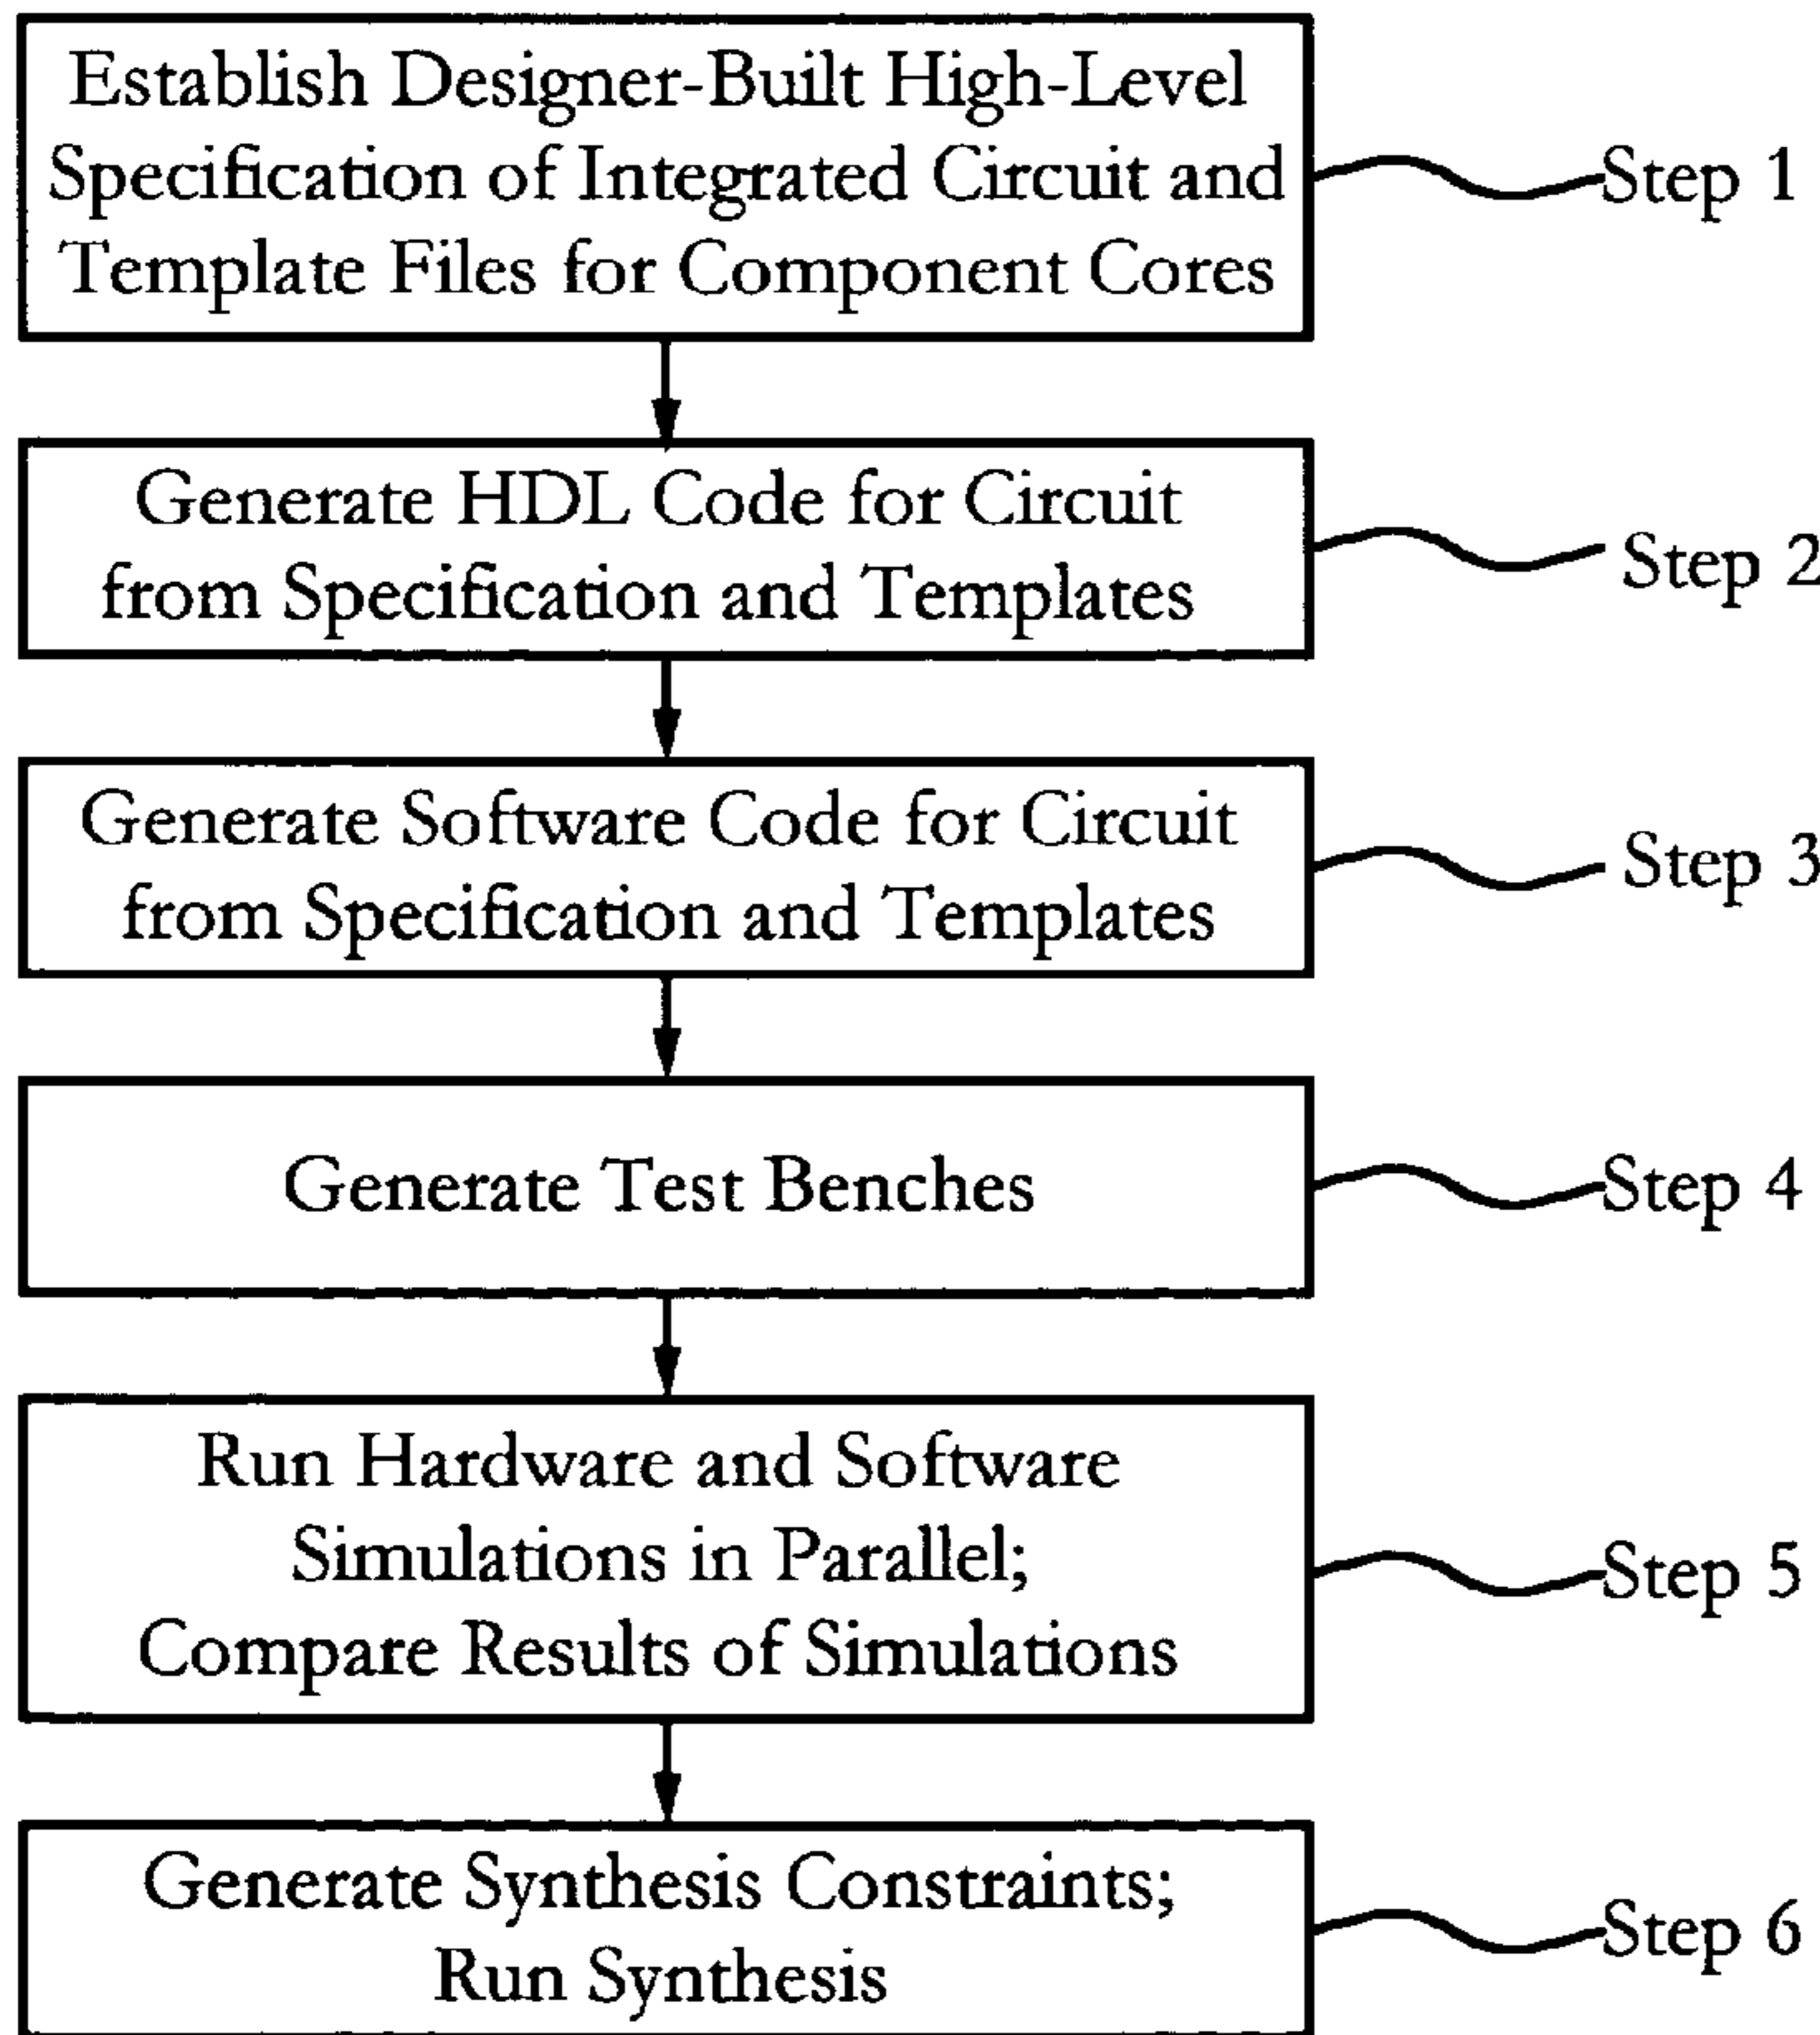 Establish Designer-Built High-Level
Specification of Integrated Circuit and
Template Files for Component Cores
Step 1
Generate HDL Code for Circuit
from Specification and Templates
Step 2
Generate Software Code for Circuit
from Specification and Templates
Step 3
Generate Test Benches
Step 4
Run Hardware and Software
Simulations in Parallel;
Compare Results of Simulations
Step 5
Generate Synthesis Constraints;
Run Synthesis
Step 6